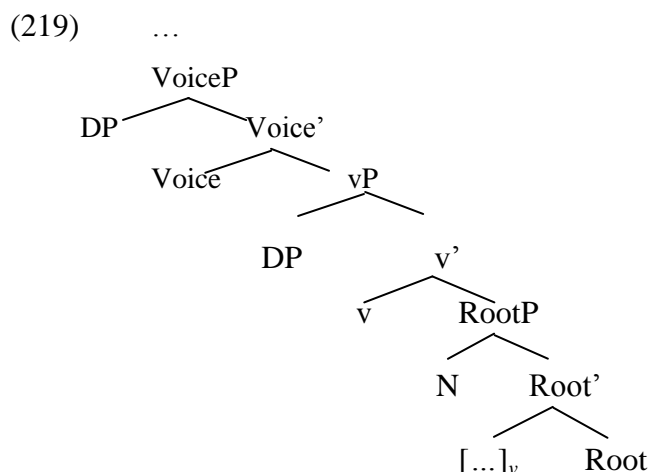 (219) …
VoiceP
DP Voice’
Voice vP
DP v’
v RootP
N Root’
[…]v Root